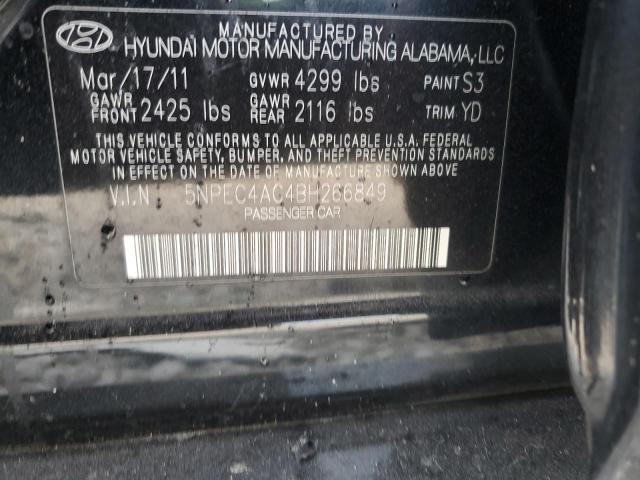 MANUFACTURED BY
HYUNDAI MOTOR MANUFACTURING ALABAMA, LLC
Mar/17/11 GVWR 4299 lbs PAINT S3
GAWR FRONT 2425 lbs GAWR REAR 2116 lbs TRIM YD
THIS VEHICLE CONFORMS TO ALL APPLICABLE U.S.A. FEDERAL
MOTOR VEHICLE SAFETY, BUMPER, AND THEFT PREVENTION STANDARDS
IN EFFECT ON THE DATE OF MANUFACTURE SHOWN ABOVE.
V.I.N 5NPEC4AC4BH266849
PASSENGER CAR